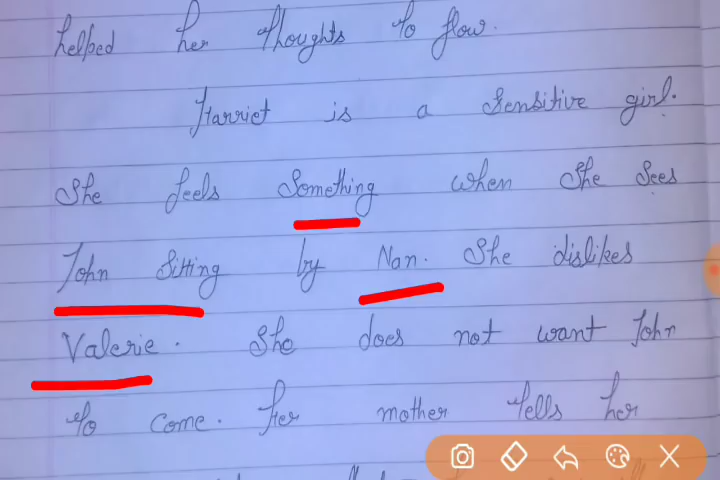 helped her thoughts to flow.
Harriet is a sensitive girl.
She feels Something when She Sees
John Sitting by Nan. She dislikes
Valerie. She does not want John
to come. Her mother tells her